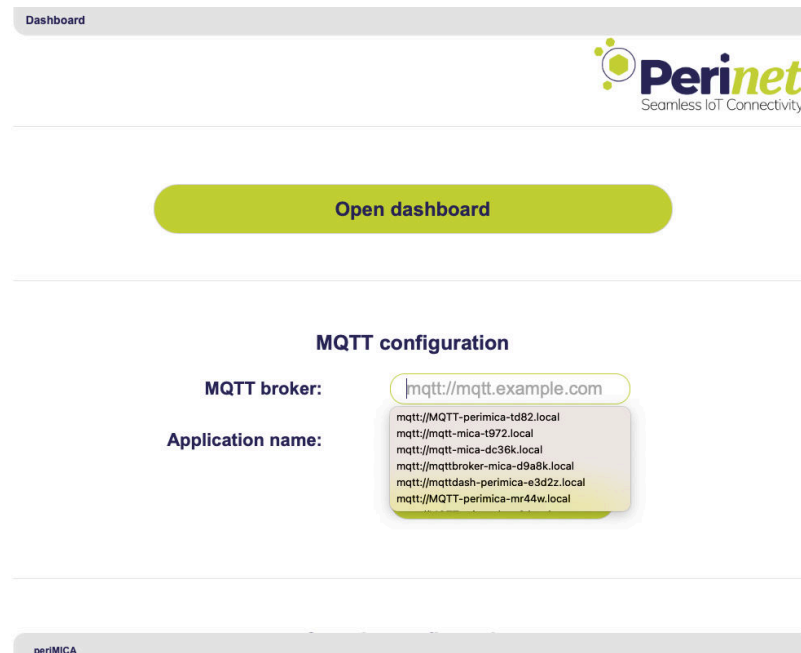 Dashboard
Perinet
Seamless IoT Connectivity
Open dashboard
MQTT configuration
MQTT broker:
mqtt://mqtt.example.com
mqtt://MQTT-perimica-td82.local
mqtt://mqtt-mica-t972.local
mqtt://mqtt-mica-dc36k.local
Application name:
mqtt://mqttbroker-mica-d9a8k.local
mqtt://mqttdash-perimica-e3d2z.local
mqtt://MQTT-perimica-mr44w.local
periMICA